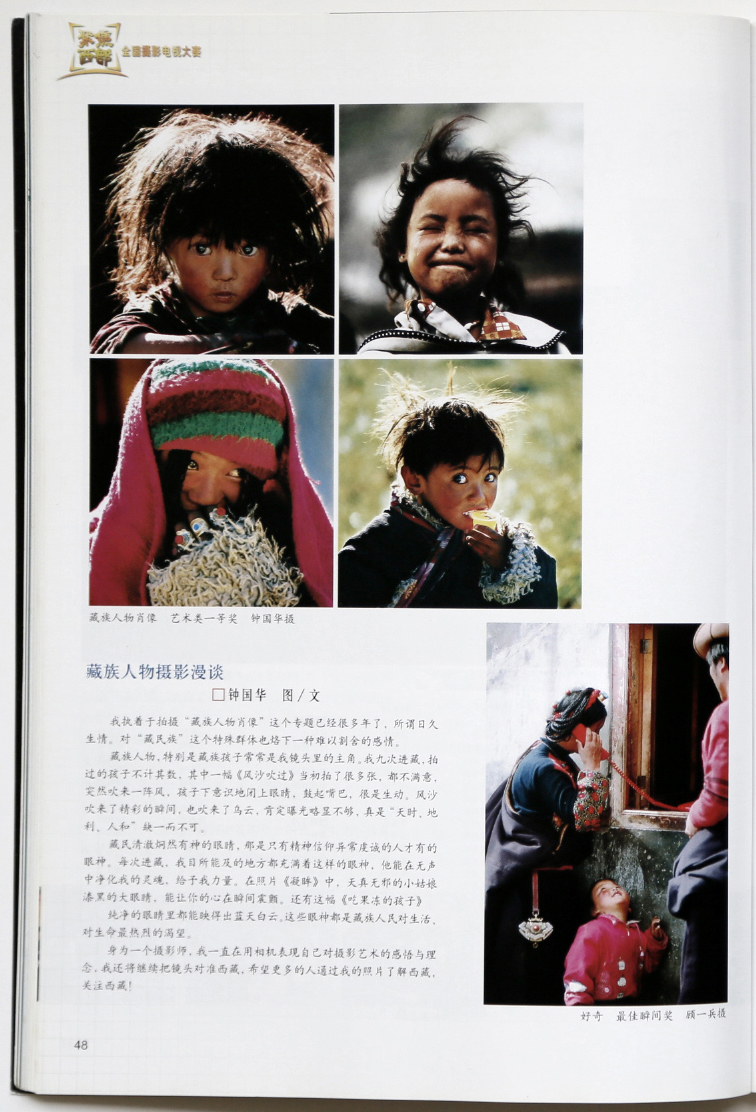 聚焦
西部
全国摄影电视大赛
藏族人物肖像 艺术类一等奖 钟国华摄
藏族人物摄影漫谈
□钟国华 图/文
我执着于拍摄“藏族人物肖像”这个专题已经很多年了，所谓日久
生情。对“藏民族”这个特殊群体也烙下一种难以割舍的感情。
藏族人物，特别是藏族孩子常常是我镜头里的主角。我九次进藏，拍
过的孩子不计其数，其中一幅《风沙吹过》当初拍了很多张，都不满意，
突然吹来一阵风，孩子下意识地闭上眼睛，鼓起嘴巴，很是生动。风沙
吹来了精彩的瞬间，也吹来了乌云，肯定曝光略显不够，真是“天时、地
利、人和”缺一而不可。
藏民清澈炯然有神的眼睛，那是只有精神信仰异常虔诚的人才有的
眼神。每次进藏，我目所能及的地方都充满着这样的眼神，他能在无声
中净化我的灵魂，给予我力量。在照片《凝眸》中，天真无邪的小姑娘
漆黑的大眼睛，能让你的心在瞬间震颤。还有这幅《吃果冻的孩子》
纯净的眼睛里都能映得出蓝天白云。这些眼神都是藏族人民对生活、
对生命最热烈的渴望。
身为一个摄影师，我一直在用相机表现自己对摄影艺术的感悟与理
念，我还将继续把镜头对准西藏，希望更多的人通过我的照片了解西藏，
关注西藏！
好奇 最佳瞬间奖 顾一兵摄
48